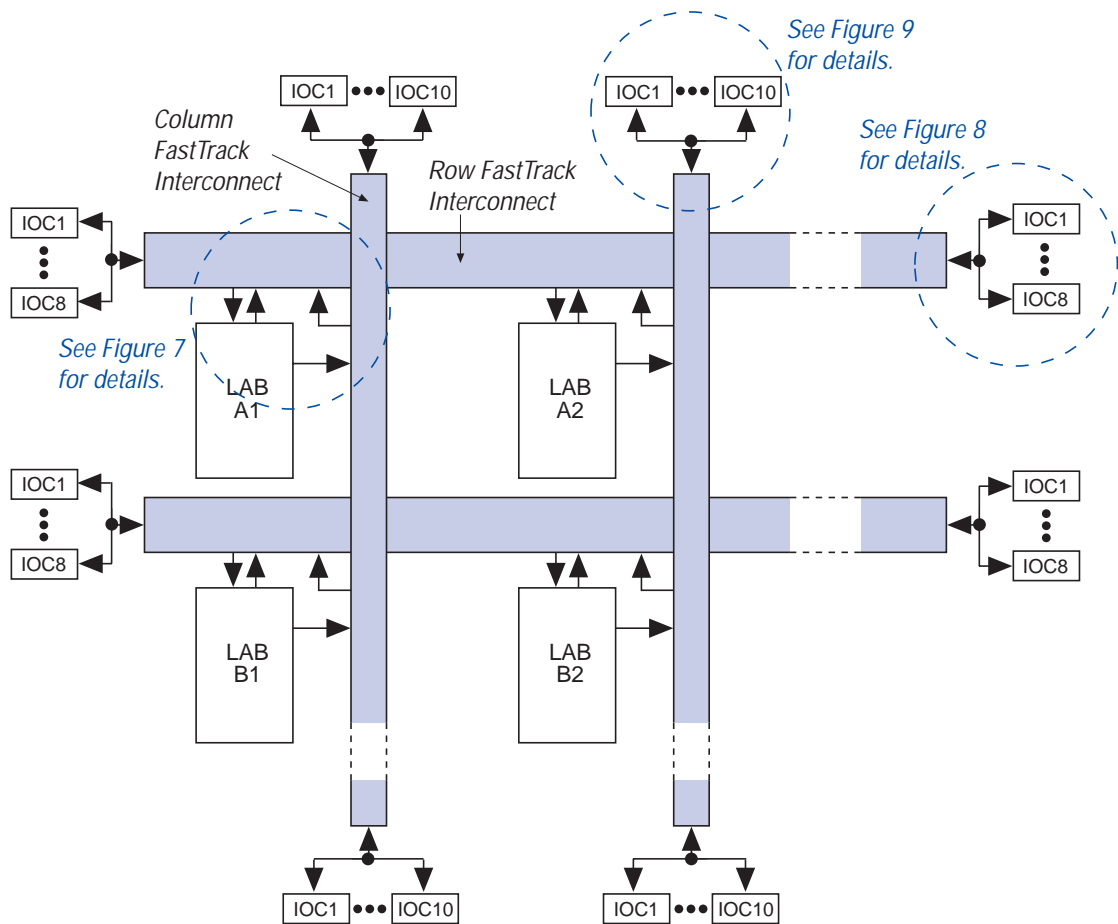 See Figure 9
for details.
IOC1
IOC10
IOC1
IOC10
Column
FastTrack
Interconnect
Row FastTrack
Interconnect
See Figure 8
for details.
IOC1
IOC8
IOC1
IOC8
See Figure 7
for details.
LAB
A1
LAB
A2
IOC1
IOC8
IOC1
IOC8
LAB
B1
LAB
B2
IOC1
IOC10
IOC1
IOC10